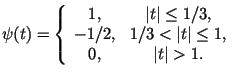 ψ(t) = { 1, |t| ≤ 1/3,
−1/2, 1/3 < |t| ≤ 1,
0, |t| > 1.